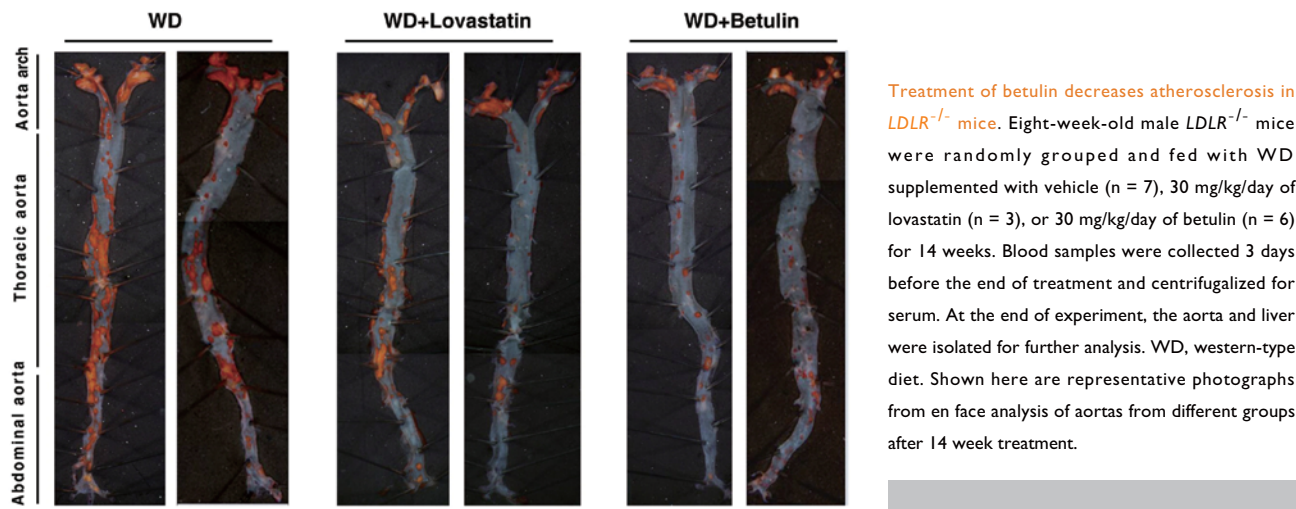 WD
WD+Lovastatin
WD+Betulin
Aorta arch
Thoracic aorta
Abdominal aorta
Treatment of betulin decreases atherosclerosis in
LDLR-/- mice. Eight-week-old male LDLR-/- mice
were randomly grouped and fed with WD
supplemented with vehicle (n = 7), 30 mg/kg/day of
lovastatin (n = 3), or 30 mg/kg/day of betulin (n = 6)
for 14 weeks. Blood samples were collected 3 days
before the end of treatment and centrifugalized for
serum. At the end of experiment, the aorta and liver
were isolated for further analysis. WD, western-type
diet. Shown here are representative photographs
from en face analysis of aortas from different groups
after 14 week treatment.